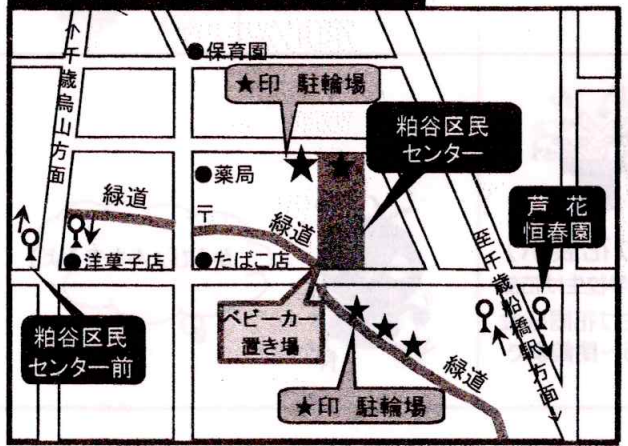 ↑千歳烏山方面
●保育園
★印 駐輪場
粕谷区民
センター
●薬局
★ ★
緑道
〒
緑道
芦花
恒春園
●洋菓子店
●たばこ店
至千歳船橋駅方面→
ベビーカー
置き場
★★★
粕谷区民
センター前
緑道
★印 駐輪場